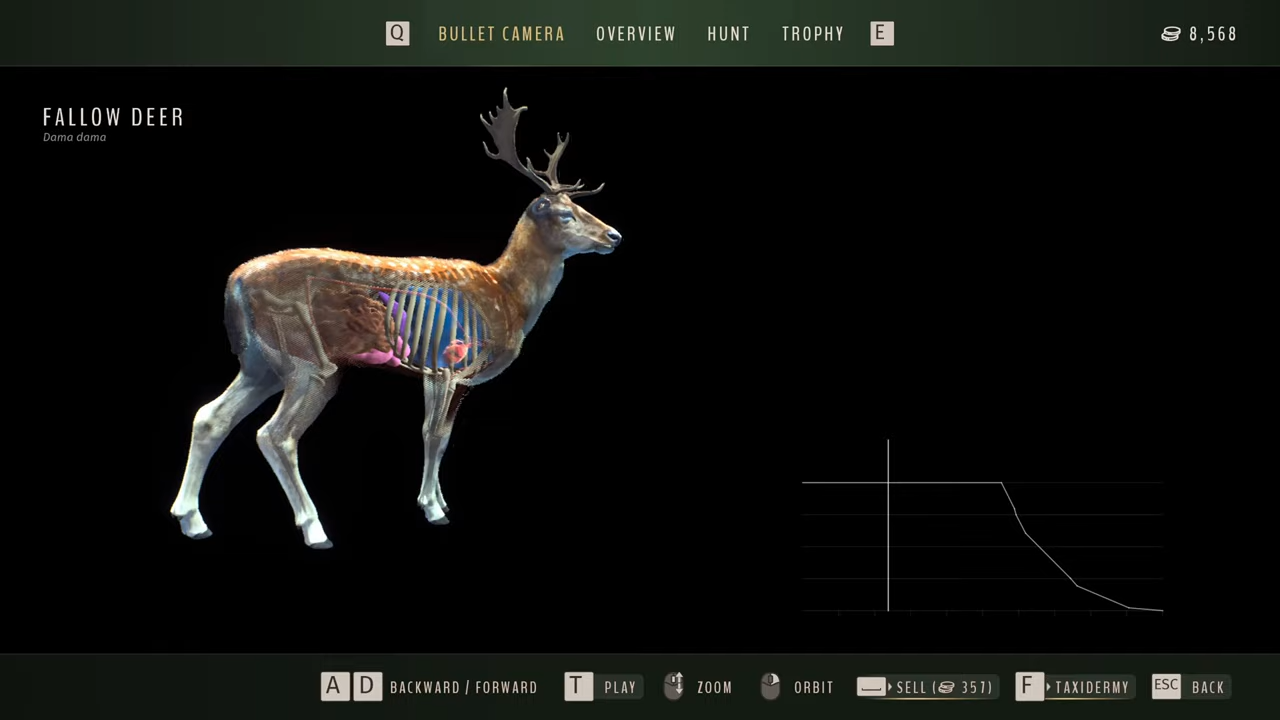 Q BULLET CAMERA OVERVIEW HUNT TROPHY E 8,568
FALLOW DEER
Dama dama
A D BACKWARD / FORWARD T PLAY ZOOM ORBIT SELL ( 357) F TAXIDERMY ESC BACK